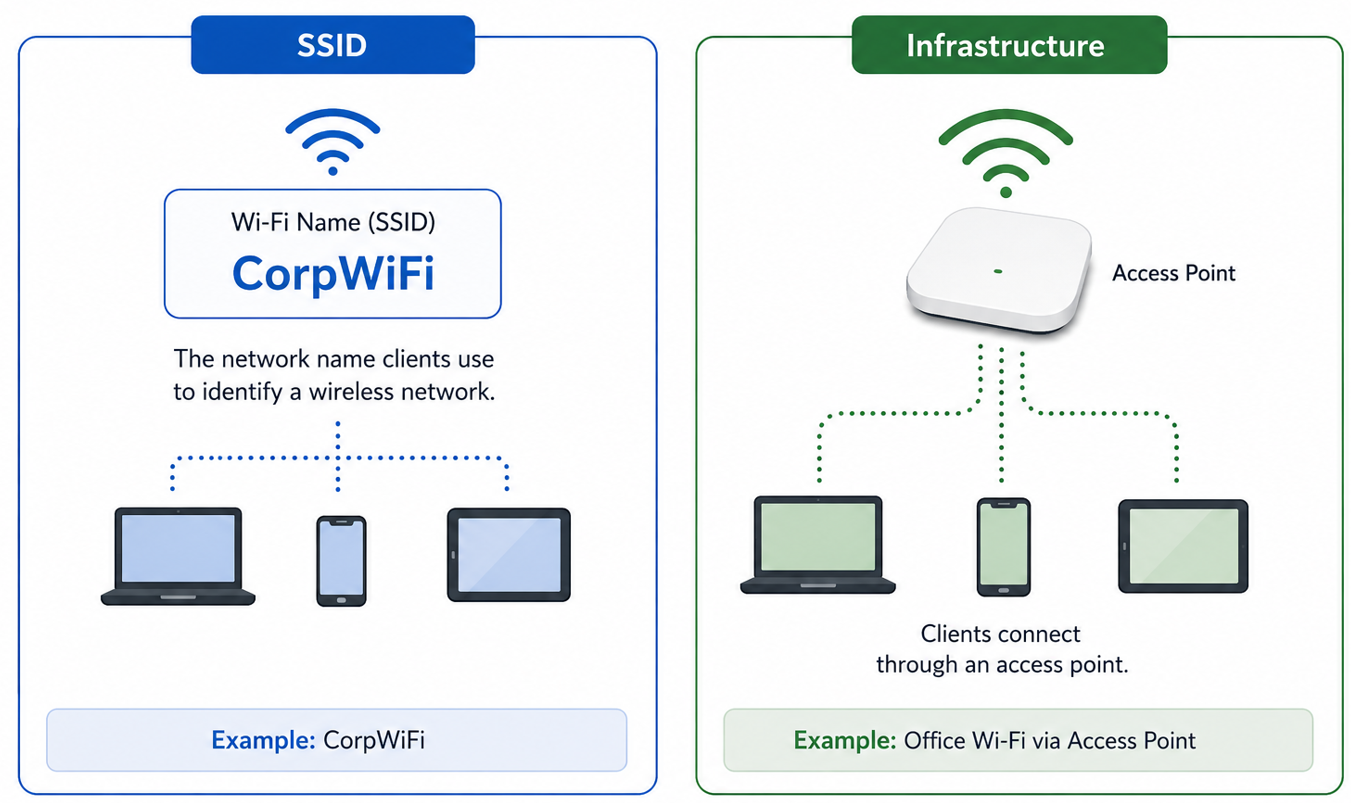 SSID
Wi-Fi Name (SSID)
CorpWiFi
The network name clients use
to identify a wireless network.
Example: CorpWiFi
Infrastructure
Access Point
Clients connect
through an access point.
Example: Office Wi-Fi via Access Point